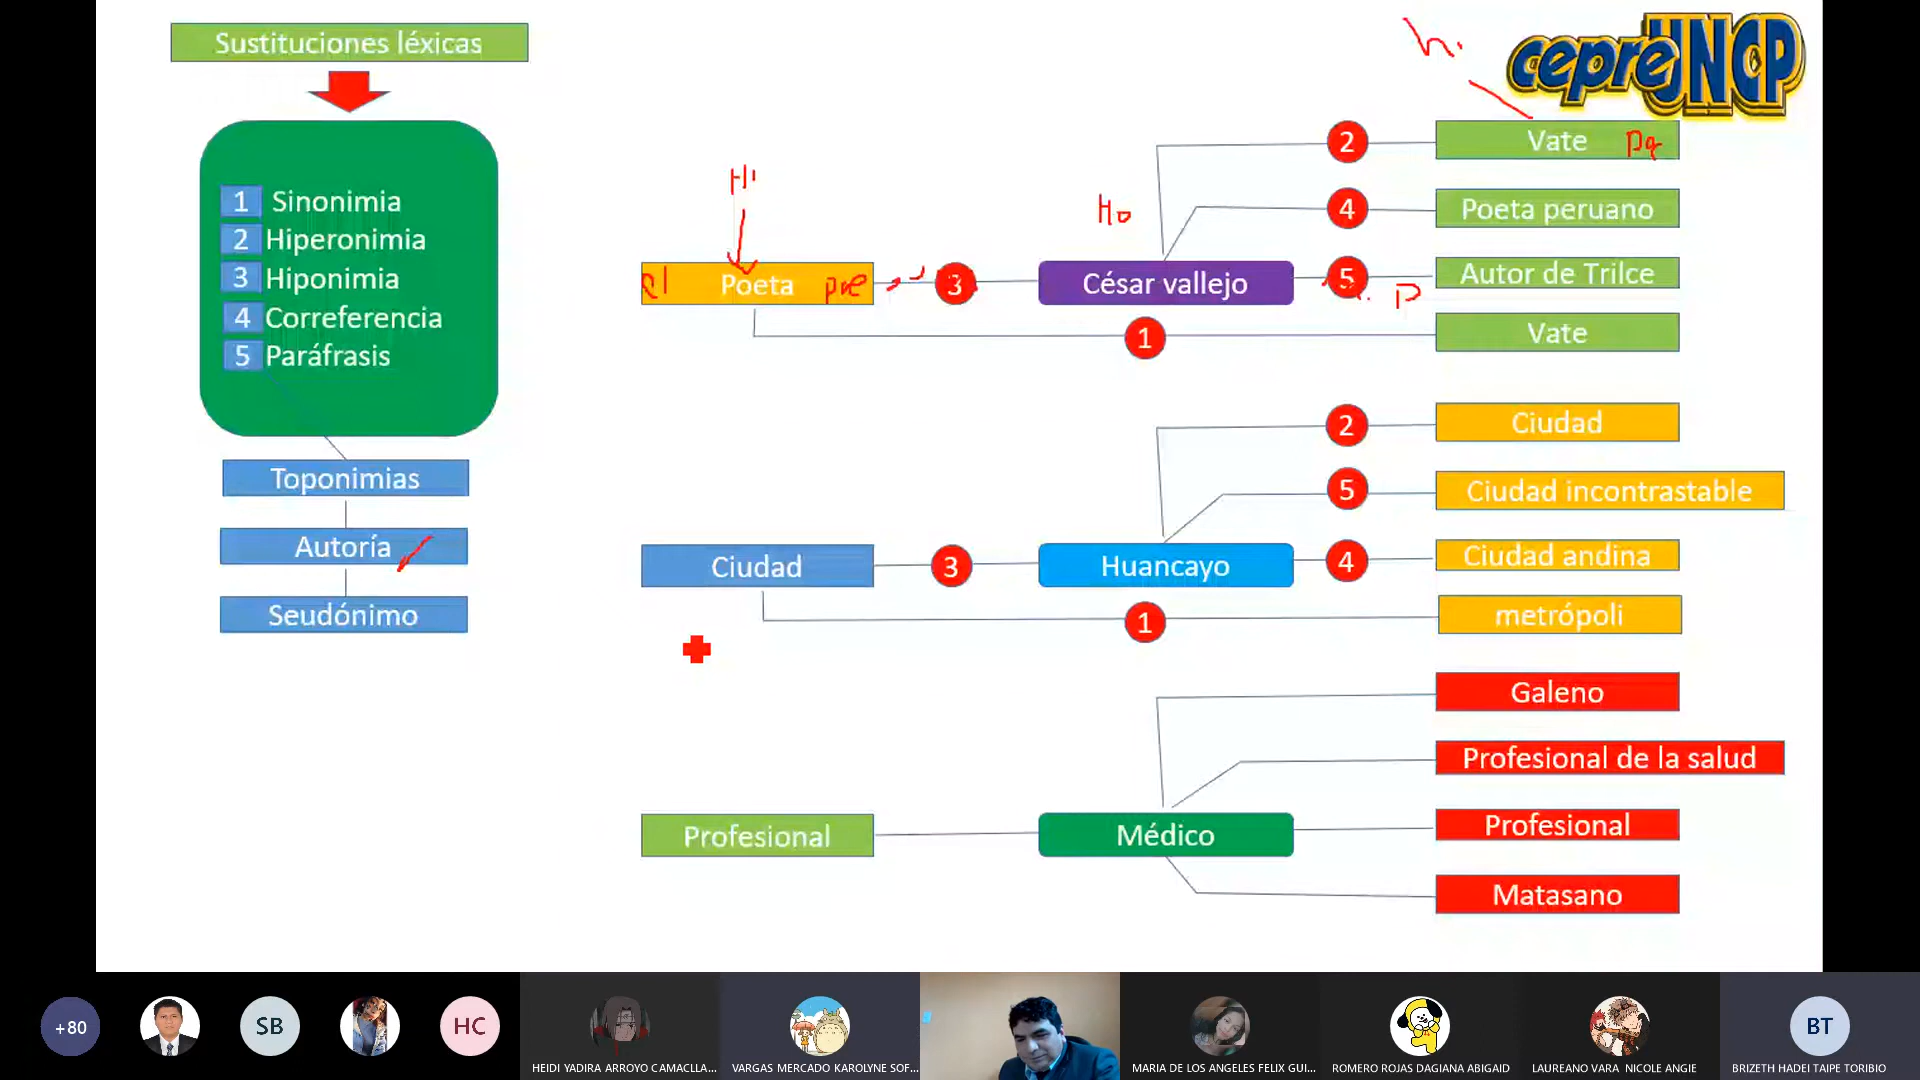 Sustituciones léxicas
1 Sinonimia
2 Hiperonimia
3 Hiponimia
4 Correferencia
5 Paráfrasis
Toponimias
Autoría
Seudónimo
cepreUNCP
h.
Hi
Ho
Poeta pre
3
César vallejo
2
Vate
4
Poeta peruano
5
Autor de Trilce
P
1
Vate
Ciudad
3
Huancayo
2
Ciudad
5
Ciudad incontrastable
4
Ciudad andina
1
metrópoli
Profesional
Médico
Galeno
Profesional de la salud
Profesional
Matasano
+80
SB
HC
HEIDI YADIRA ARROYO CAMACLLA...
VARGAS MERCADO KAROLYNE SOF...
MARIA DE LOS ANGELES FELIX GUI...
ROMERO ROJAS DAGIANA ABIGAID
LAUREANO VARA NICOLE ANGIE
BT
BRIZETH HADEI TAIPE TORIBIO